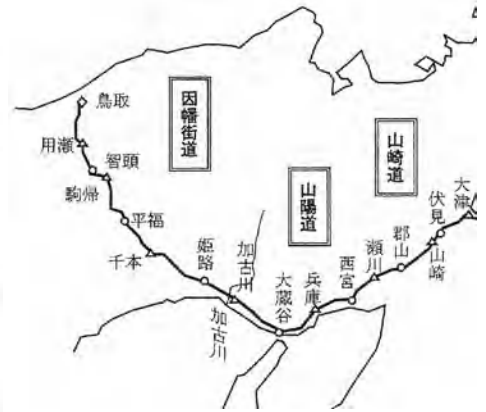 鳥取
用瀬
智頭
駒帰
平福
千本
姫路
加古川
加古川
大蔵谷
兵庫
西宮
瀬川
郡山
山崎
伏見
大津
因幡街道
山陽道
山崎道